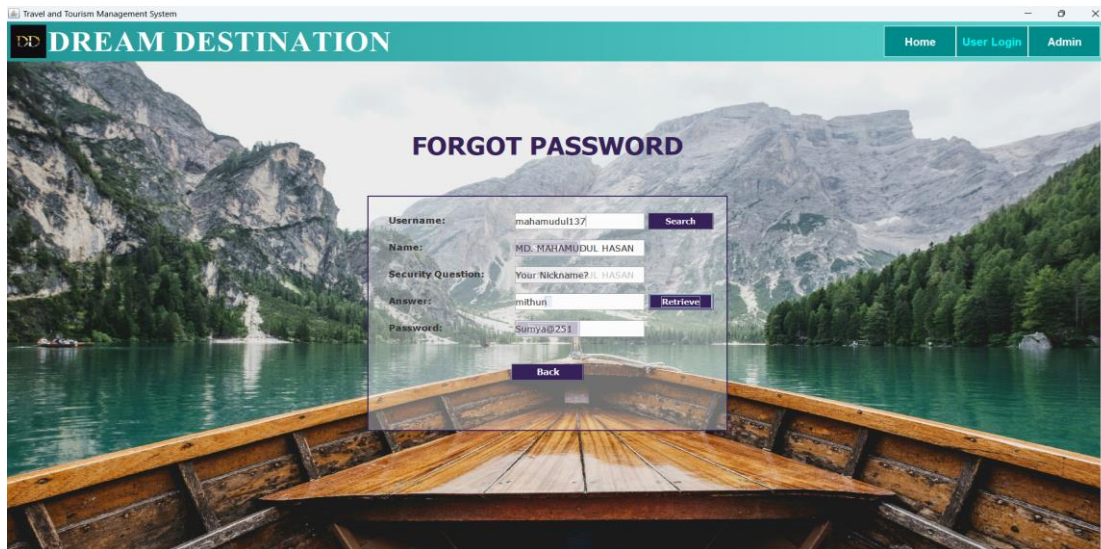 Travel and Tourism Management System
DD DREAM DESTINATION
Home User Login Admin
FORGOT PASSWORD
Username: mahamudul137 Search
Name: MD. MAHAMUDUL HASAN
Security Question: Your Nickname?
Answer: mithun Retrieve
Password: Sumya@251
Back